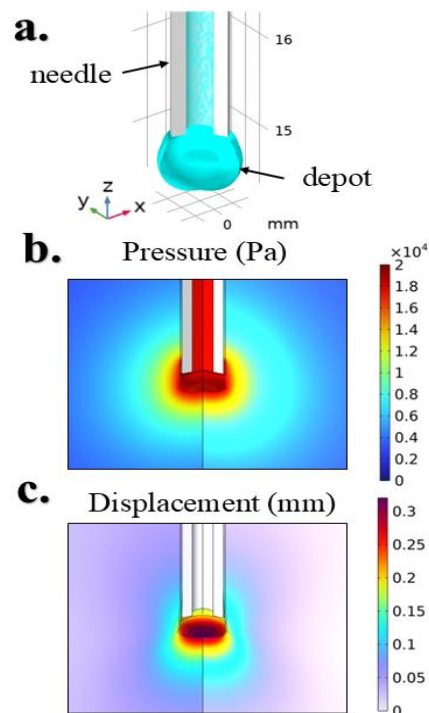 a.
16
needle
15
depot
z
y
x
0
mm
b.
Pressure (Pa)
×10⁴
2
1.8
1.6
1.4
1.2
1
0.8
0.6
0.4
0.2
0
c.
Displacement (mm)
0.3
0.25
0.2
0.15
0.1
0.05
0